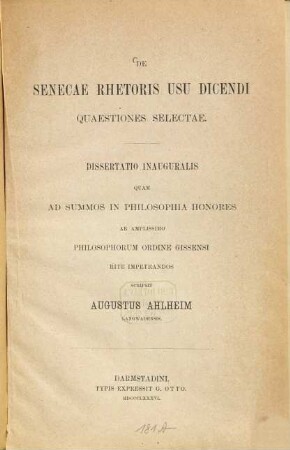 DE
SENECAE RHETORIS USU DICENDI
QUAESTIONES SELECTAE.
DISSERTATIO INAUGURALIS
QUAM
AD SUMMOS IN PHILOSOPHIA HONORES
AB AMPLISSIMO
PHILOSOPHORUM ORDINE GISSENSI
RITE IMPETRANDOS
SCRIPSIT
AUGUSTUS AHLHEIM
DARMSTADINI,
TYPIS EXPRESSIT G. OTTO.
MDCCCLXXXVI.